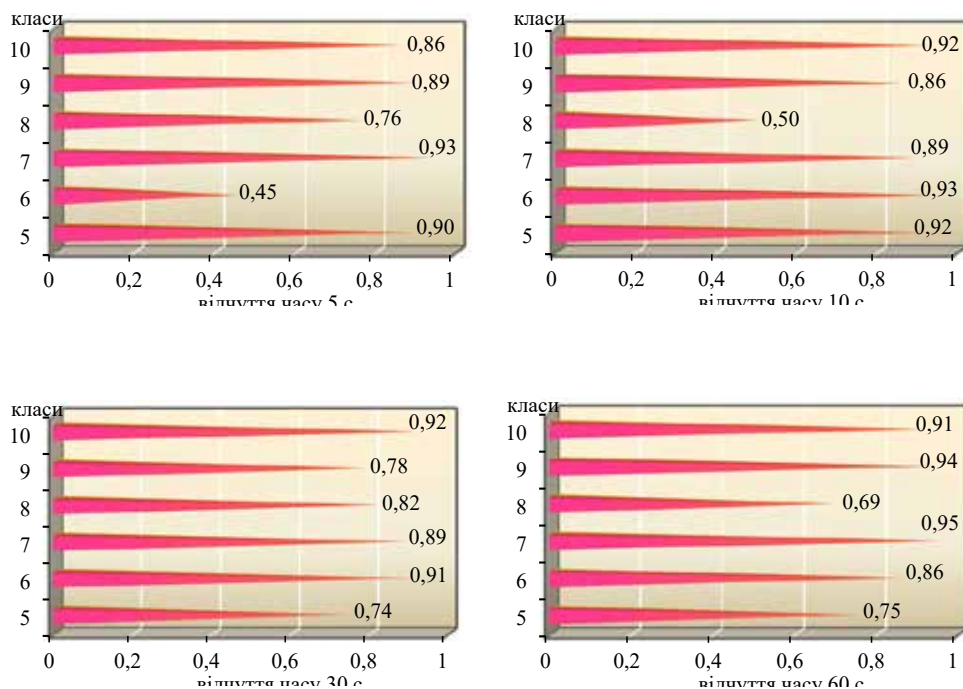 класи
10 0,86
9 0,89
8 0,76
7 0,93
6 0,45
5 0,90
0 0,2 0,4 0,6 0,8 1
відчуття часу 5 с
класи
10 0,92
9 0,86
8 0,50
7 0,89
6 0,93
5 0,92
0 0,2 0,4 0,6 0,8 1
відчуття часу 10 с
класи
10 0,92
9 0,78
8 0,82
7 0,89
6 0,91
5 0,74
0 0,2 0,4 0,6 0,8 1
відчуття часу 30 с
класи
10 0,91
9 0,94
8 0,69
7 0,95
6 0,86
5 0,75
0 0,2 0,4 0,6 0,8 1
відчуття часу 60 с